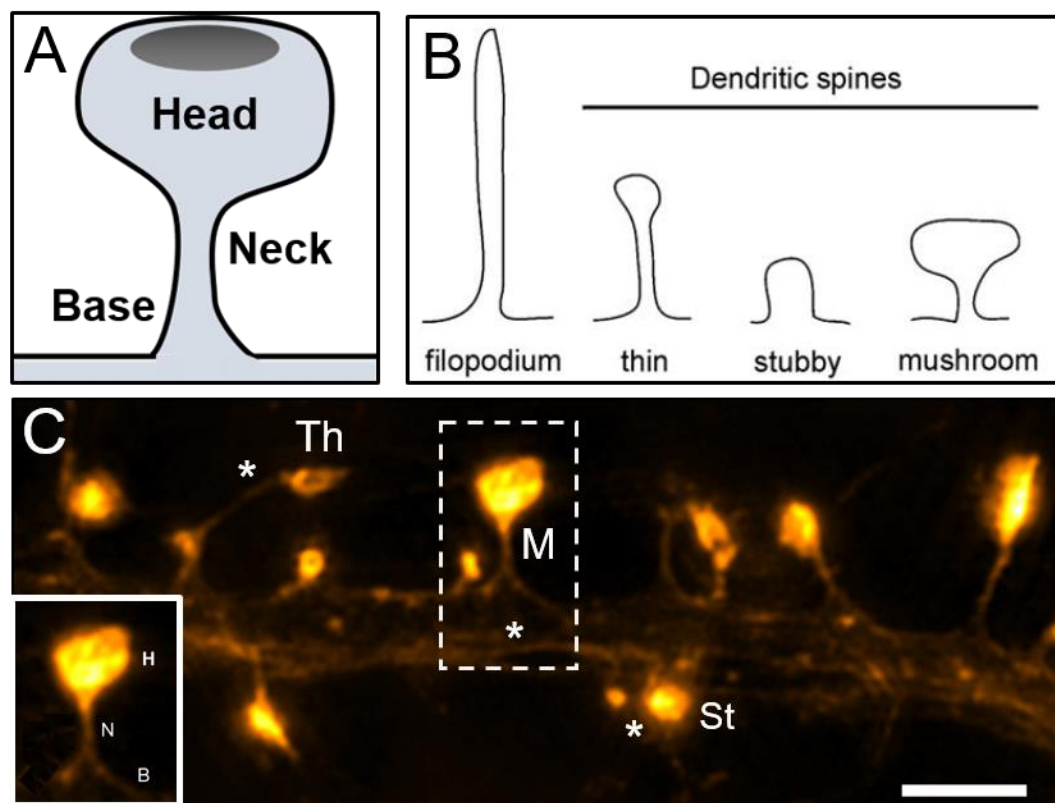 A
Head
Neck
Base
B
Dendritic spines
filopodium thin stubby mushroom
C
Th
*
M
*
H
N
B
St
*